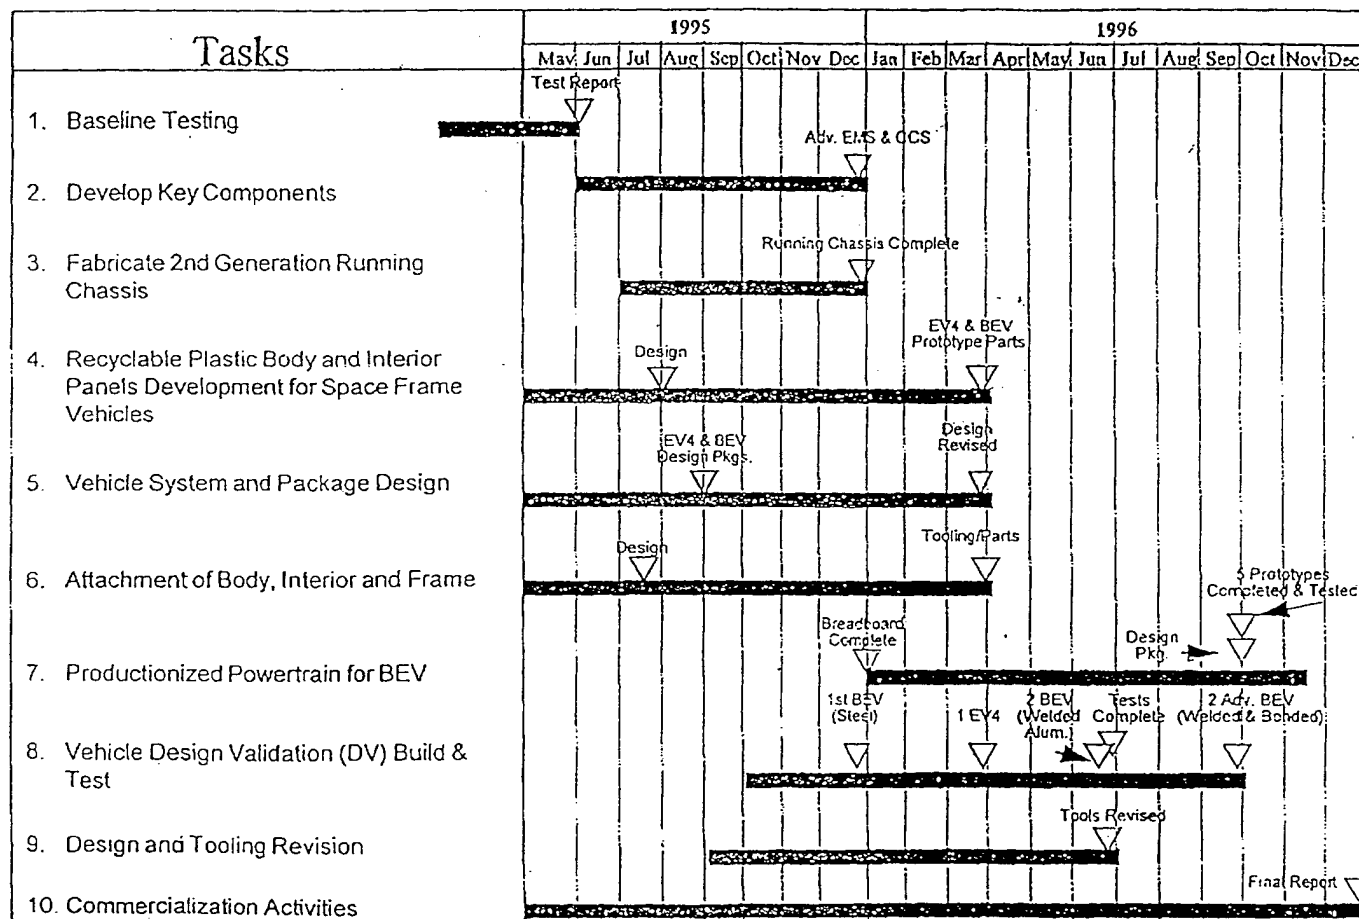 Tasks
1995
1996
May Jun Jul Aug Sep Oct Nov Dec Jan Feb Mar Apr May Jun Jul Aug Sep Oct Nov Dec
Test Report
1. Baseline Testing
Adv. EMS & CCS
2. Develop Key Components
Running Chassis Complete
3. Fabricate 2nd Generation Running
Chassis
EV4 & BEV
Prototype Parts
Design
4. Recyclable Plastic Body and Interior
Panels Development for Space Frame
Vehicles
EV4 & BEV
Design Pkgs.
Design
Revised
5. Vehicle System and Package Design
Design
Tooling/Parts
6. Attachment of Body, Interior and Frame
5 Prototypes
Completed & Tested
Breadboard
Complete
Design
Pkg.
7. Productionized Powertrain for BEV
1st BEV
(Steel)
1 EV4
2 BEV
(Welded
Alum.)
Tests
Complete
2 Adv. BEV
(Welded & Bonded)
8. Vehicle Design Validation (DV) Build &
Test
Tools Revised
9. Design and Tooling Revision
Final Report
10. Commercialization Activities